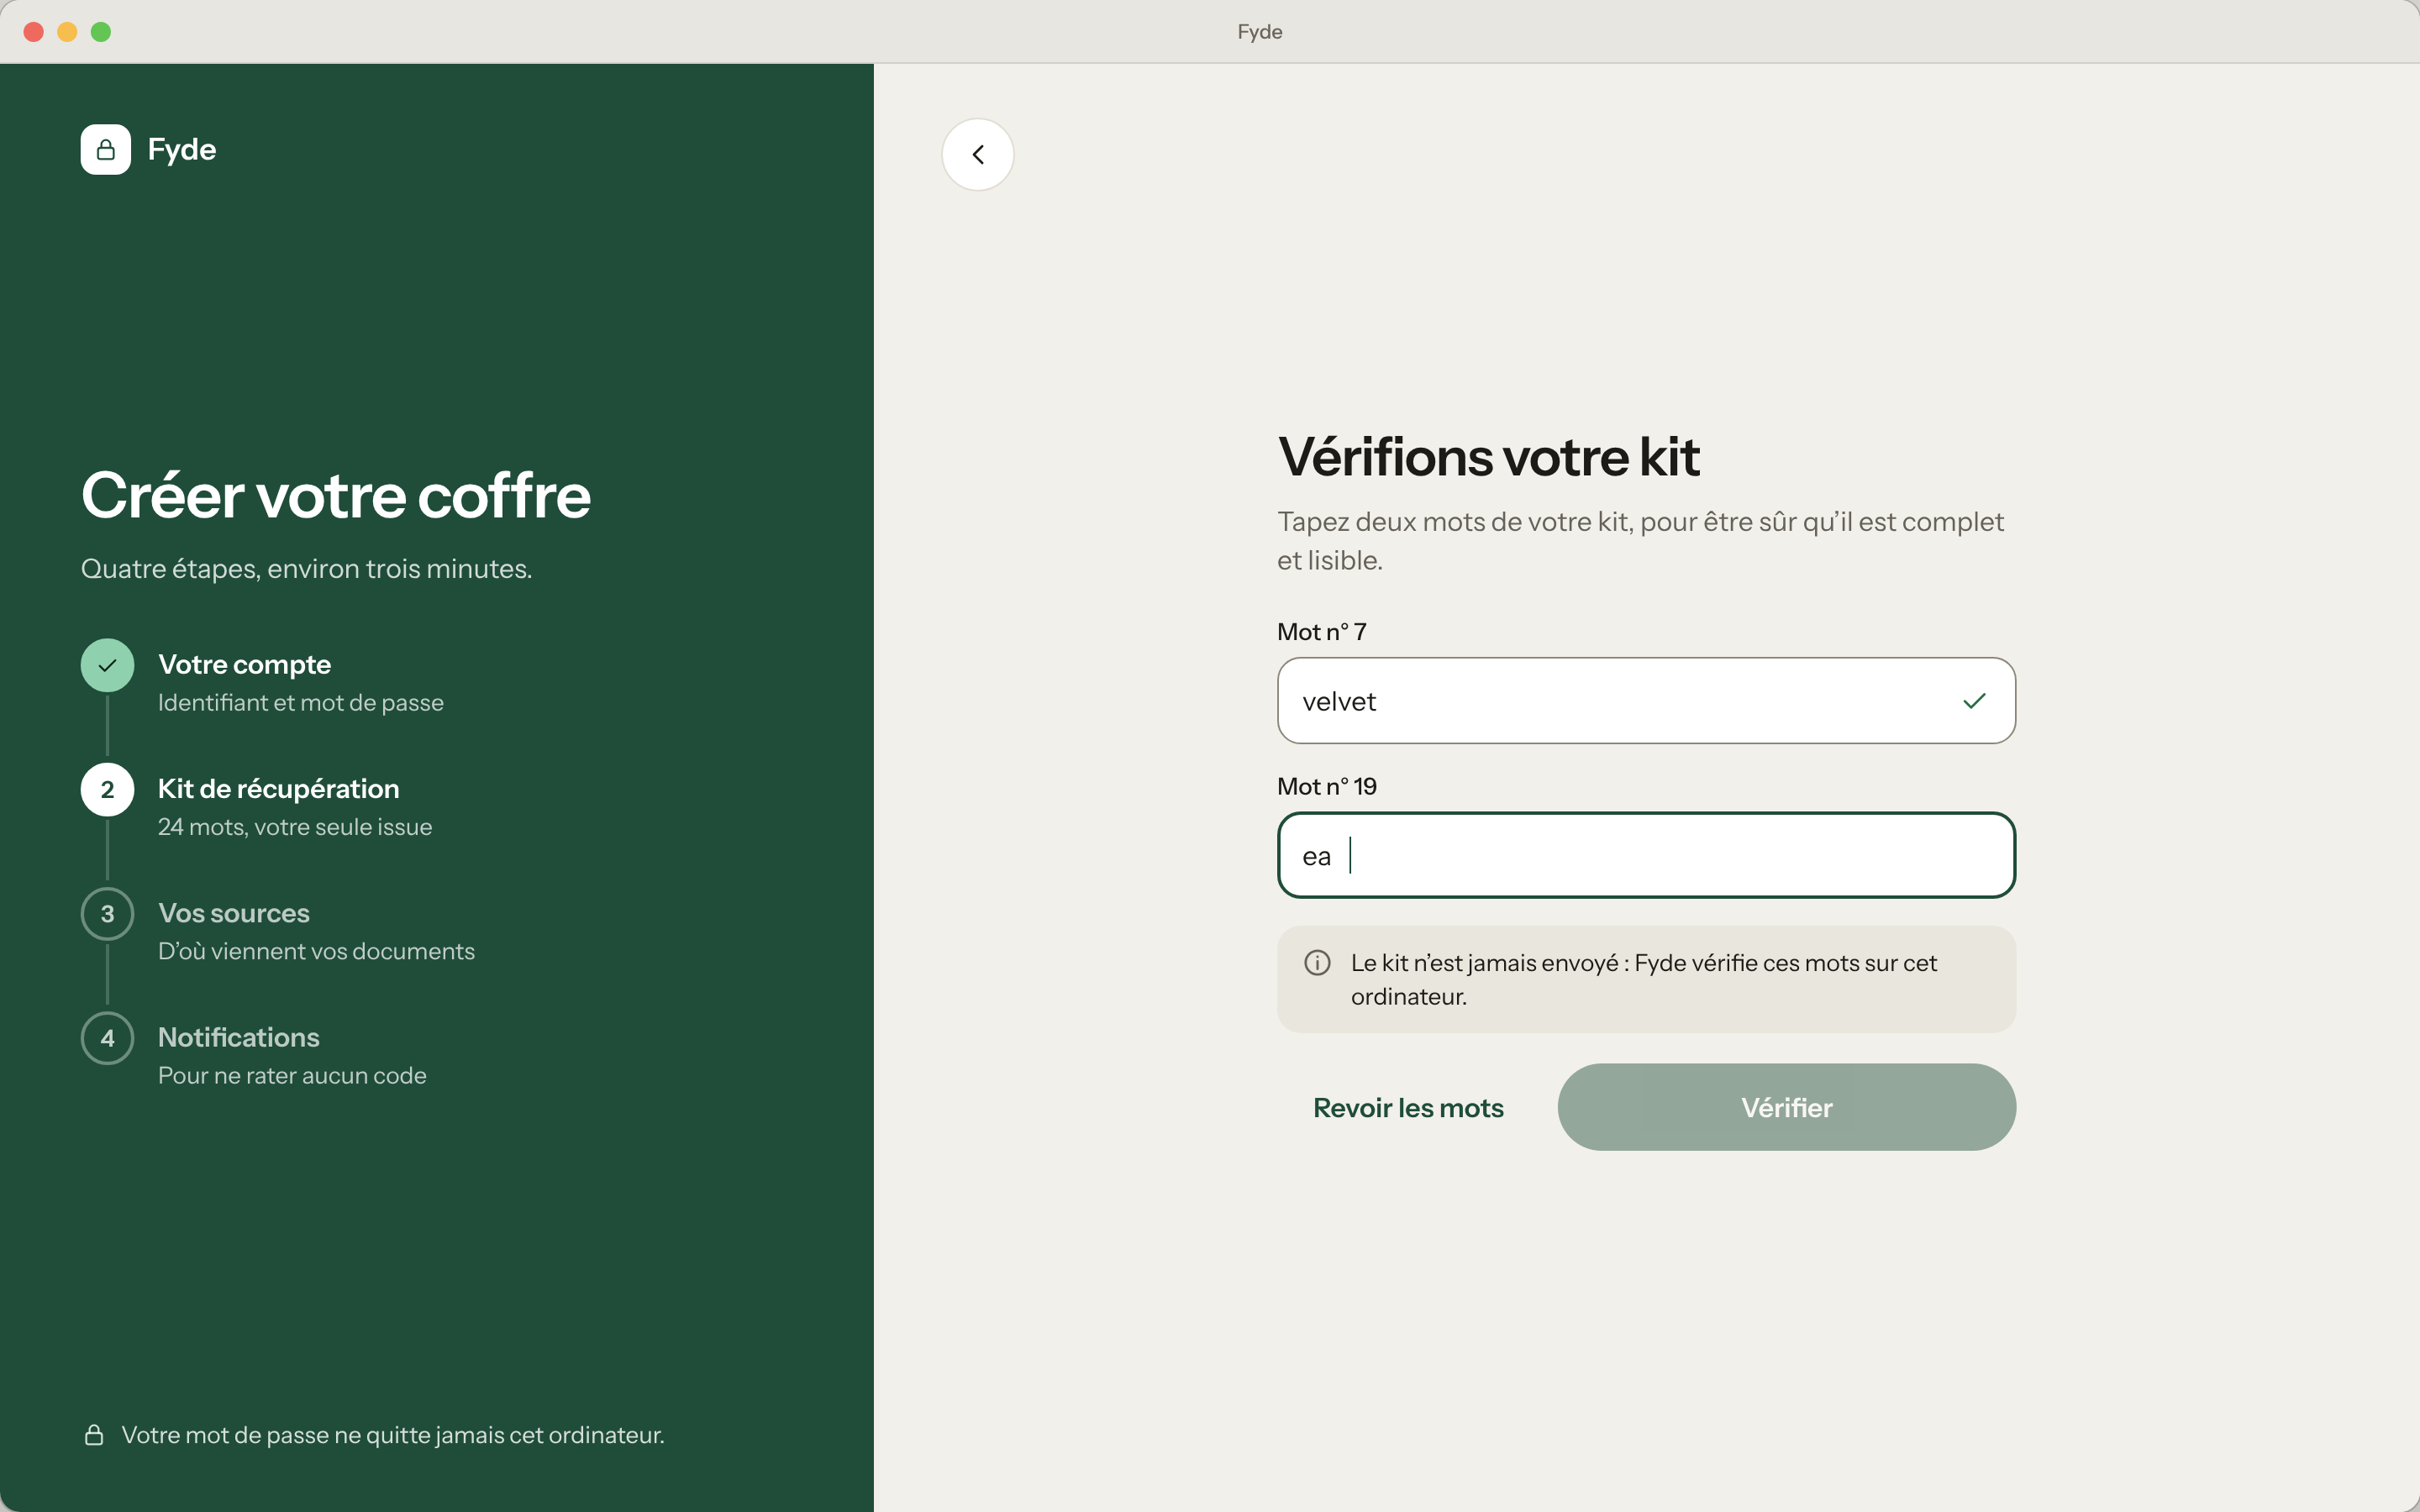 Fyde
Fyde
Créer votre coffre
Quatre étapes, environ trois minutes.
Votre compte
Identifiant et mot de passe
2
Kit de récupération
24 mots, votre seule issue
3
Vos sources
D’où viennent vos documents
4
Notifications
Pour ne rater aucun code
Votre mot de passe ne quitte jamais cet ordinateur.
Vérifions votre kit
Tapez deux mots de votre kit, pour être sûr qu’il est complet
et lisible.
Mot n° 7
velvet
Mot n° 19
ea
Le kit n’est jamais envoyé : Fyde vérifie ces mots sur cet
ordinateur.
Revoir les mots
Vérifier